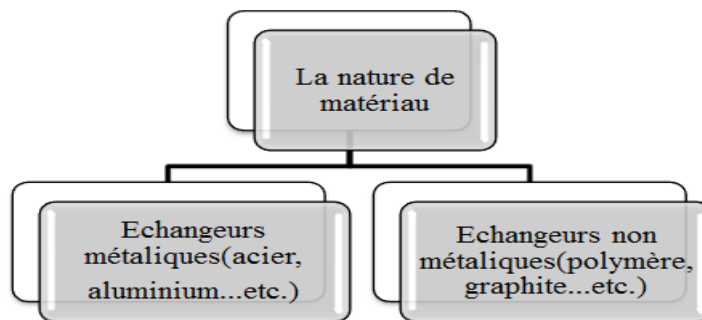 La nature de
matériau
Echangeurs
métaliques(acier,
aluminium...etc.)
Echangeurs non
métaliques(polymère,
graphite...etc.)